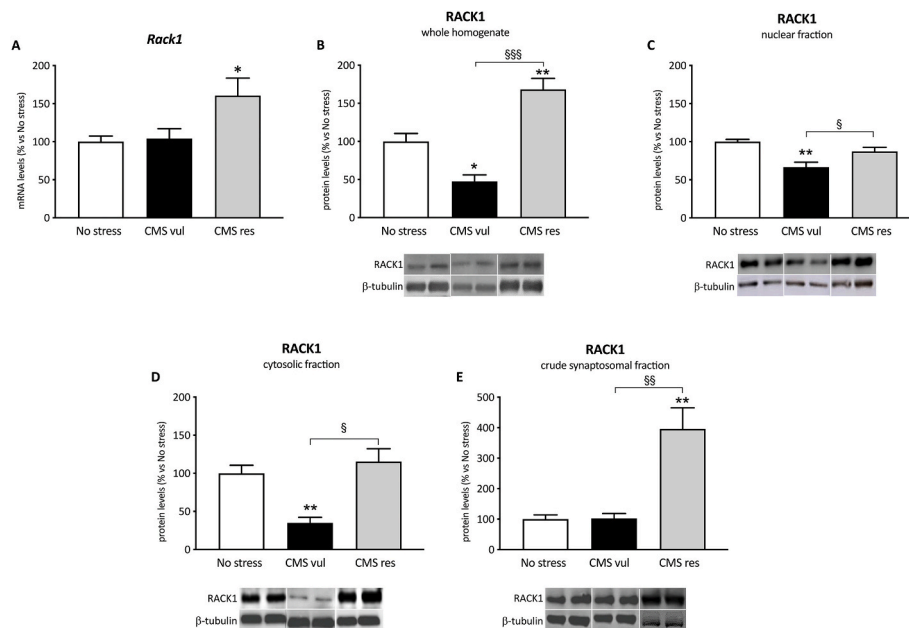 A
Rack1
mRNA levels (% vs No stress)
200
150
100
50
0
*
No stress
CMS vul
CMS res
RACK1
whole homogenate
B
protein levels (% vs No stress)
200
150
100
50
0
§§§
*
**
No stress
CMS vul
CMS res
RACK1
β-tubulin
RACK1
nuclear fraction
C
protein levels (% vs No stress)
200
150
100
50
0
§
**
No stress
CMS vul
CMS res
RACK1
β-tubulin
RACK1
cytosolic fraction
D
protein levels (% vs No stress)
200
150
100
50
0
§
**
No stress
CMS vul
CMS res
RACK1
β-tubulin
RACK1
crude synaptosomal fraction
E
protein levels (% vs No stress)
500
400
300
200
100
0
§§
**
No stress
CMS vul
CMS res
RACK1
β-tubulin